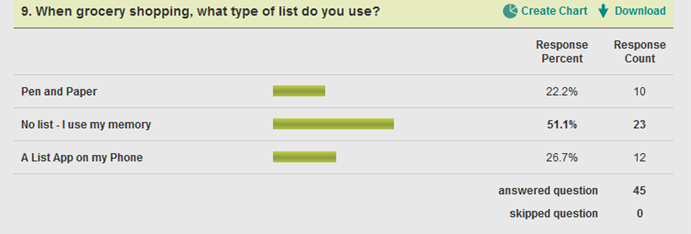 9. When grocery shopping, what type of list do you use? Create Chart Download
Response Percent Response Count
Pen and Paper 22.2% 10
No list - I use my memory 51.1% 23
A List App on my Phone 26.7% 12
answered question 45
skipped question 0